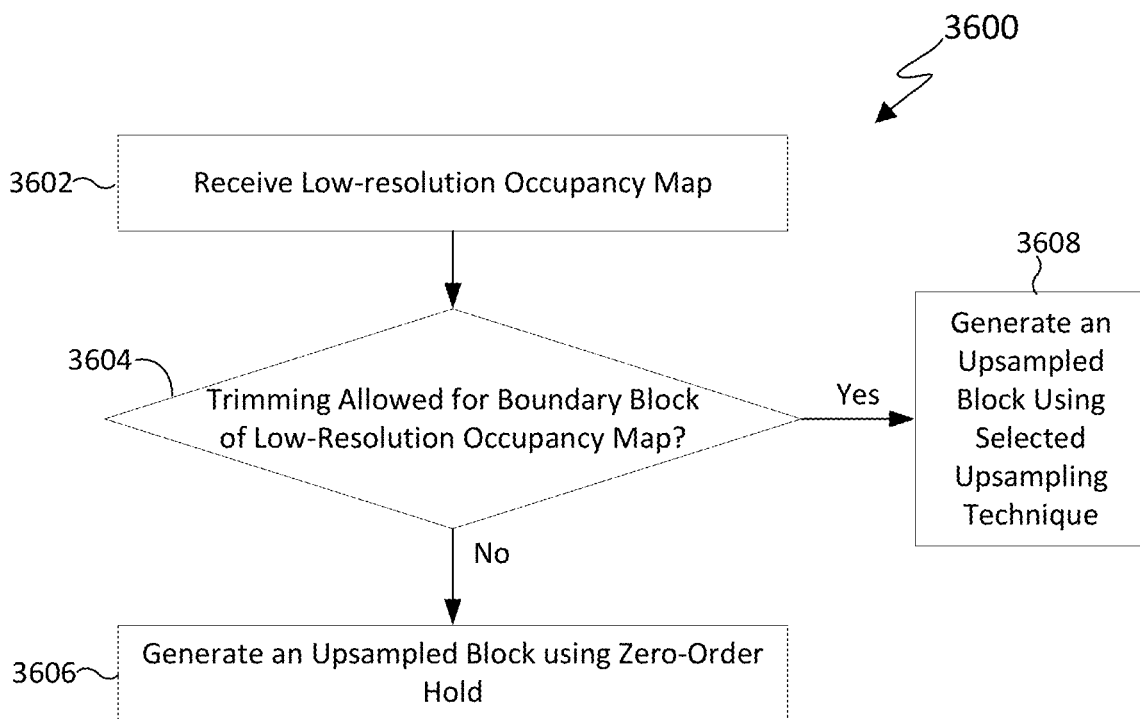 3600
3602
Receive Low-resolution Occupancy Map
3604
Trimming Allowed for Boundary Block
of Low-Resolution Occupancy Map?
Yes
3608
Generate an
Upsampled
Block Using
Selected
Upsampling
Technique
No
3606
Generate an Upsampled Block using Zero-Order
Hold